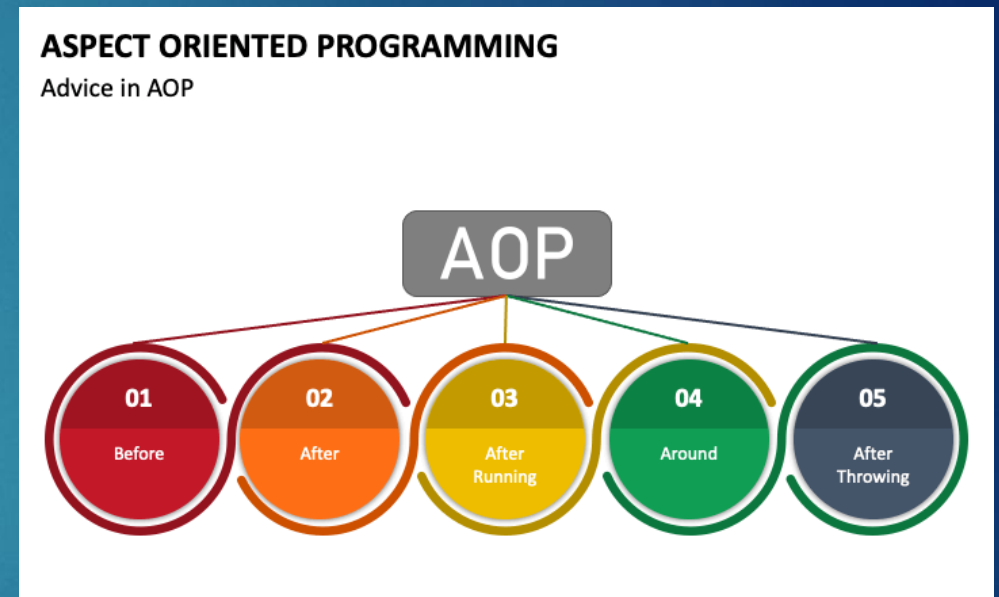 ASPECT ORIENTED PROGRAMMING
Advice in AOP
AOP
01
Before
02
After
03
After
Running
04
Around
05
After
Throwing